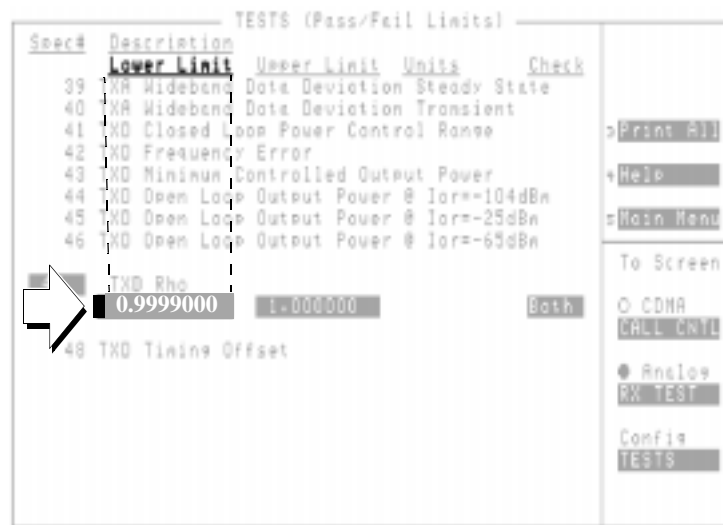 TESTS (Pass/Fail Limits)
Spec# Description
Lower Limit Upper Limit Units Check
39 TXA Wideband Data Deviation Steady State
40 TXA Wideband Data Deviation Transient
41 TXD Closed Loop Power Control Range
42 TXD Frequency Error
43 TXD Minimum Controlled Output Power
44 TXD Open Loop Output Power @ Ior=-104dBm
45 TXD Open Loop Output Power @ Ior=-25dBm
46 TXD Open Loop Output Power @ Ior=-65dBm
TXD Rho
0.9999000 1.000000 Both
48 TXD Timing Offset
Print All
Help
Main Menu
To Screen
CDMA
CALL CNTL
Analog
RX TEST
Config
TESTS